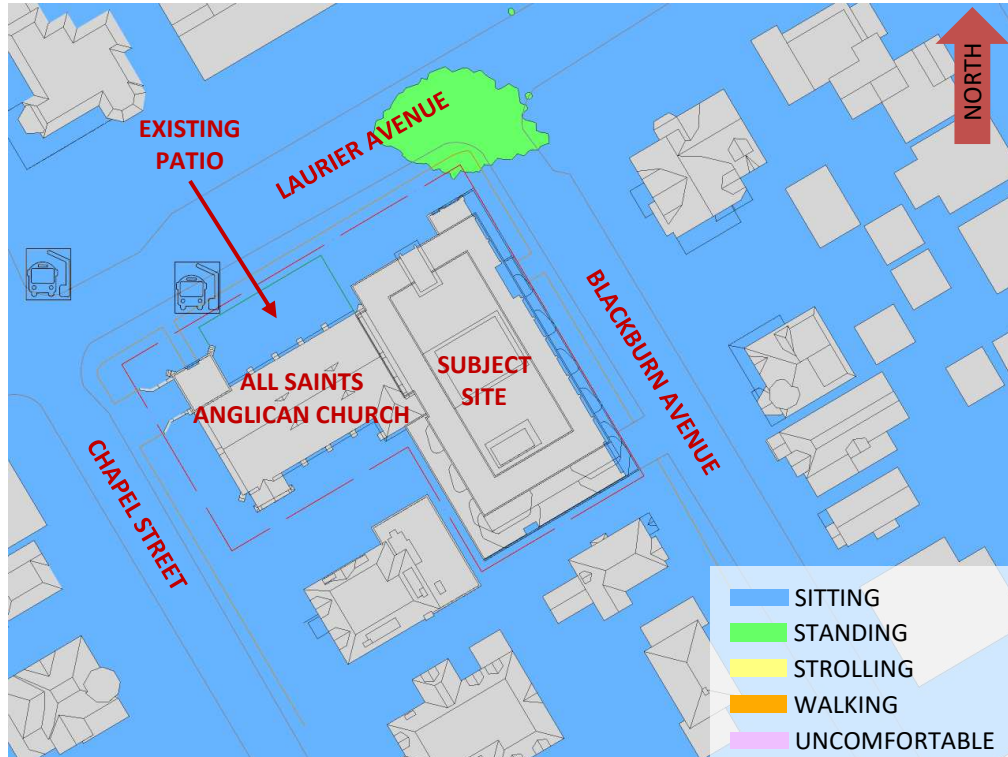 NORTH
EXISTING
PATIO
LAURIER AVENUE
BLACKBURN AVENUE
SUBJECT
SITE
ALL SAINTS
ANGLICAN CHURCH
CHAPEL STREET
SITTING
STANDING
STROLLING
WALKING
UNCOMFORTABLE